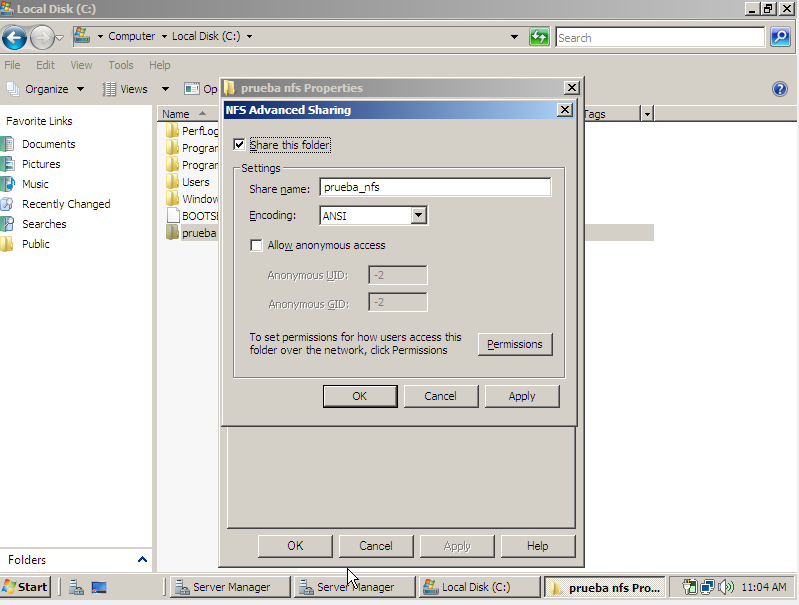 Local Disk (C:)
Computer
Local Disk (C:)
Search
File Edit View Tools Help
Organize
Views
Op
Favorite Links
Documents
Pictures
Music
Recently Changed
Searches
Public
Folders
Name
Tags
PerfLog
Program
Program
Users
Window
BOOTSE
prueba
prueba nfs Properties
NFS Advanced Sharing
Share this folder
Settings
Share name: prueba_nfs
Encoding: ANSI
Allow anonymous access
Anonymous UID: -2
Anonymous GID: -2
To set permissions for how users access this
folder over the network, click Permissions
Permissions
OK Cancel Apply
OK Cancel Apply Help
Start
Server Manager
Server Manager
Local Disk (C:)
prueba nfs Pro...
11:04 AM